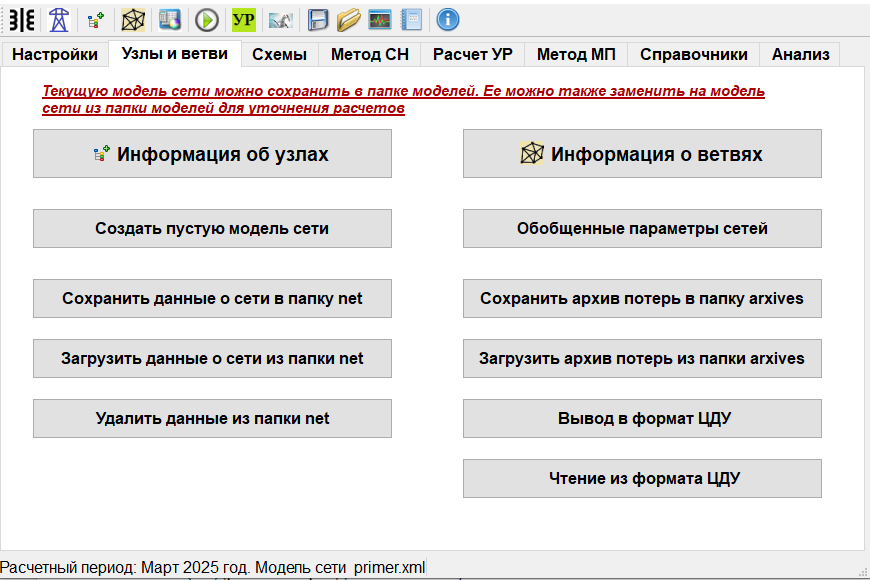 УР
Настройки Узлы и ветви Схемы Метод СН Расчет УР Метод МП Справочники Анализ
Текущую модель сети можно сохранить в папке моделей. Ее можно также заменить на модель
сети из папки моделей для уточнения расчетов
Информация об узлах
Информация о ветвях
Создать пустую модель сети
Обобщенные параметры сетей
Сохранить данные о сети в папку net
Сохранить архив потерь в папку arxives
Загрузить данные о сети из папки net
Загрузить архив потерь из папки arxives
Удалить данные из папки net
Вывод в формат ЦДУ
Чтение из формата ЦДУ
Расчетный период: Март 2025 год. Модель сети primer.xml